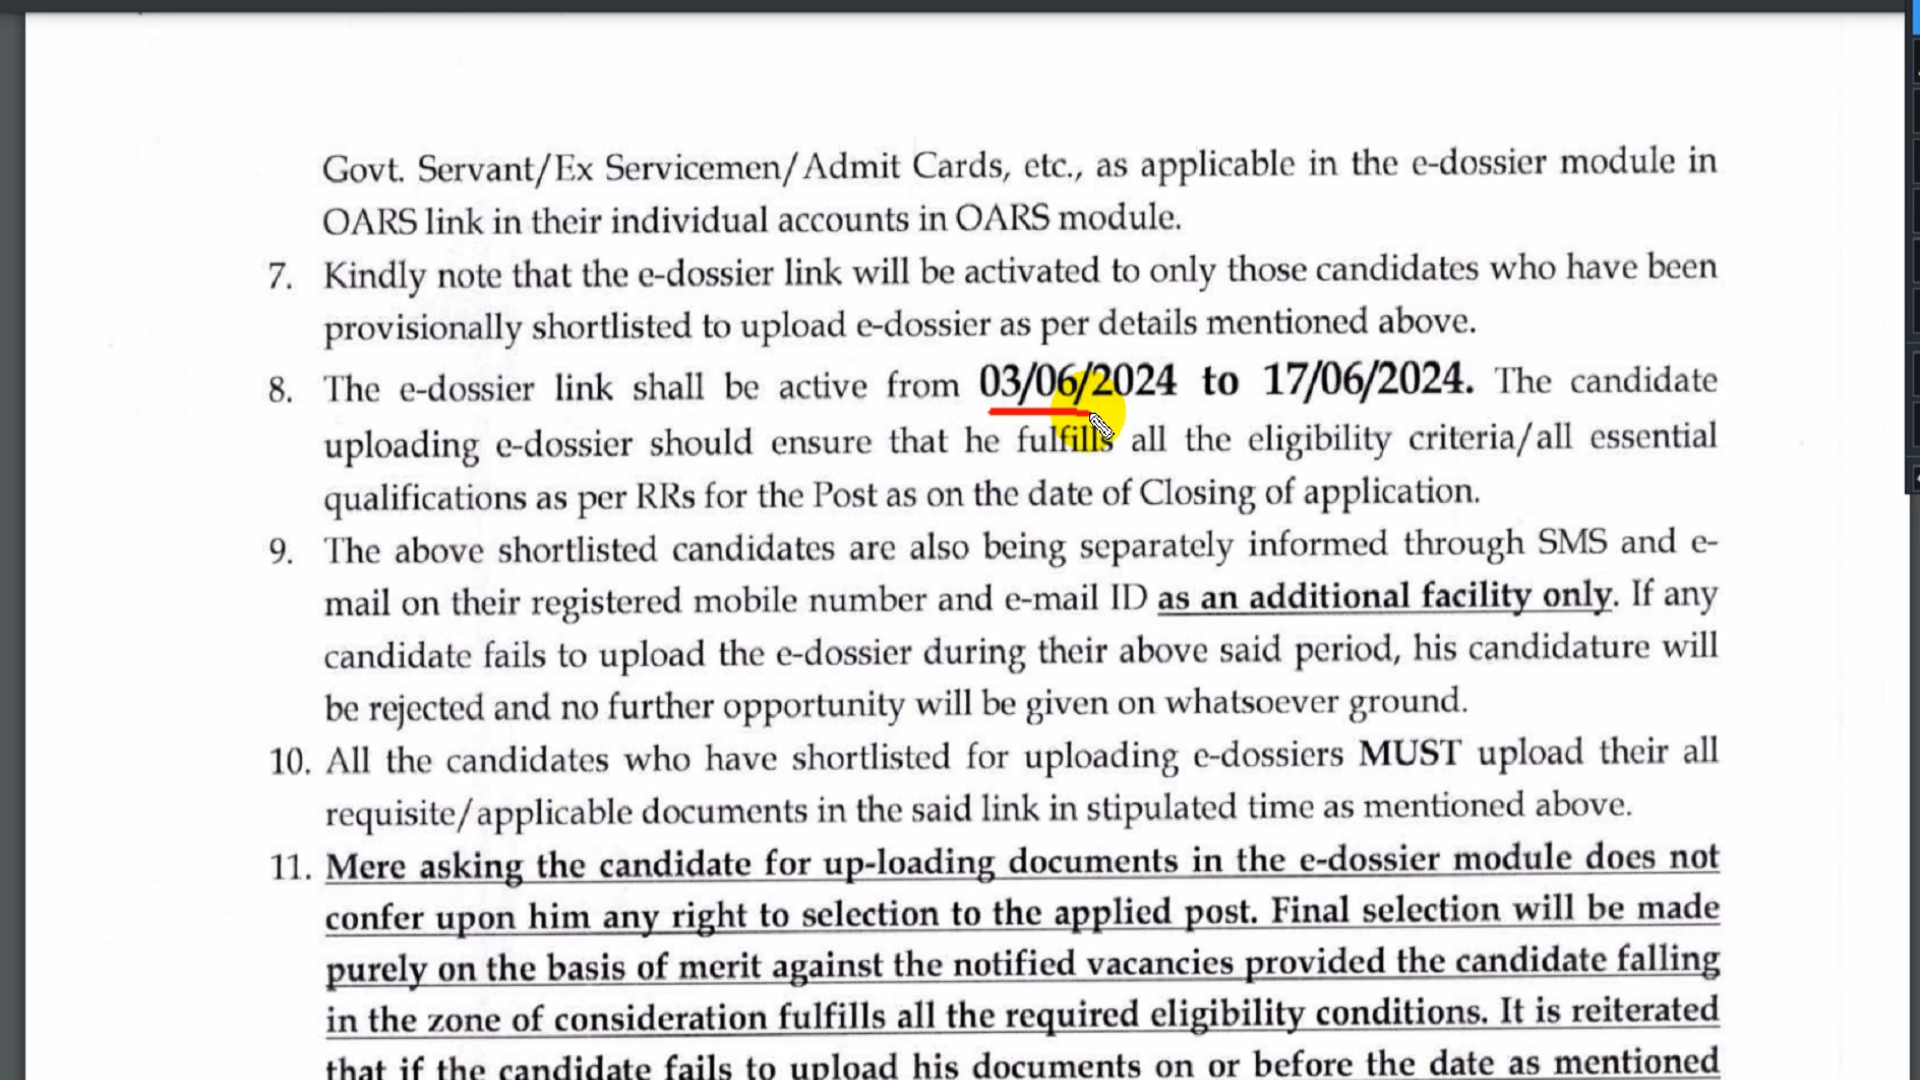 Govt. Servant/Ex Servicemen/Admit Cards, etc., as applicable in the e-dossier module in
OARS link in their individual accounts in OARS module.
7. Kindly note that the e-dossier link will be activated to only those candidates who have been
provisionally shortlisted to upload e-dossier as per details mentioned above.
8. The e-dossier link shall be active from 03/06/2024 to 17/06/2024. The candidate
uploading e-dossier should ensure that he fulfills all the eligibility criteria/all essential
qualifications as per RRs for the Post as on the date of Closing of application.
9. The above shortlisted candidates are also being separately informed through SMS and e-
mail on their registered mobile number and e-mail ID as an additional facility only. If any
candidate fails to upload the e-dossier during their above said period, his candidature will
be rejected and no further opportunity will be given on whatsoever ground.
10. All the candidates who have shortlisted for uploading e-dossiers MUST upload their all
requisite/applicable documents in the said link in stipulated time as mentioned above.
11. Mere asking the candidate for up-loading documents in the e-dossier module does not
confer upon him any right to selection to the applied post. Final selection will be made
purely on the basis of merit against the notified vacancies provided the candidate falling
in the zone of consideration fulfills all the required eligibility conditions. It is reiterated
that if the candidate fails to upload his documents on or before the date as mentioned